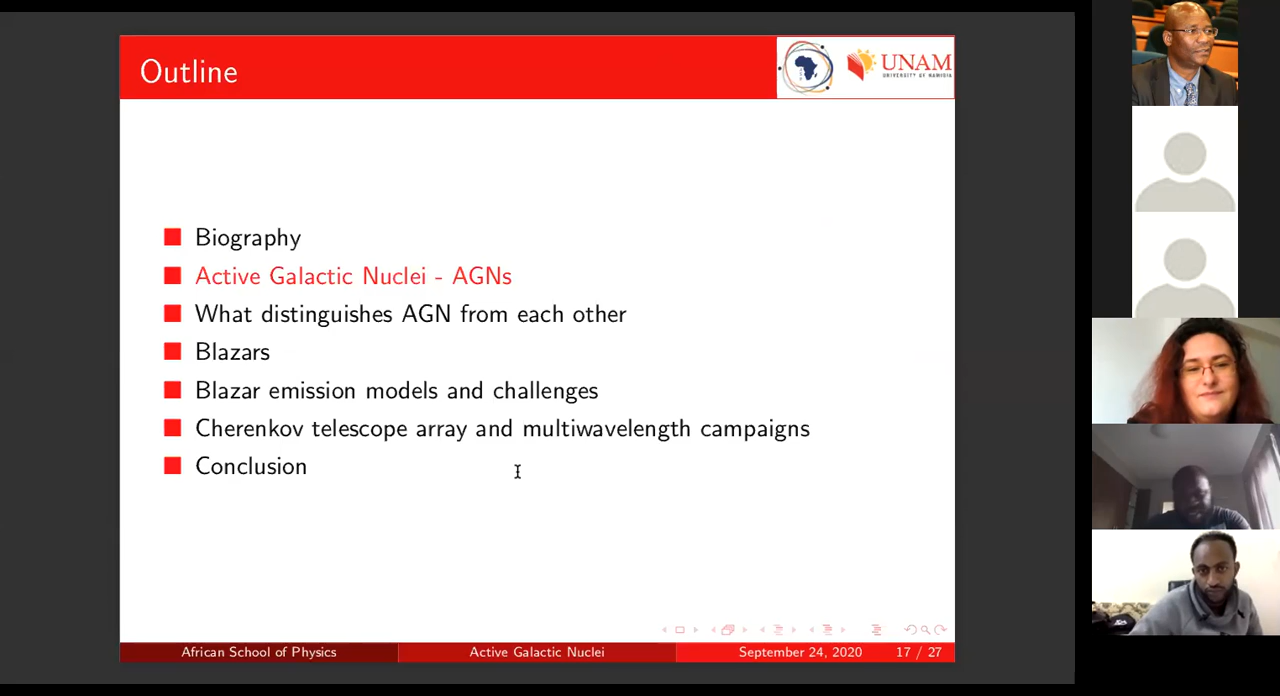 Outline
UNAM
UNIVERSITY OF NAMIBIA
Biography
Active Galactic Nuclei - AGNs
What distinguishes AGN from each other
Blazars
Blazar emission models and challenges
Cherenkov telescope array and multiwavelength campaigns
Conclusion
African School of Physics
Active Galactic Nuclei
September 24, 2020
17 / 27